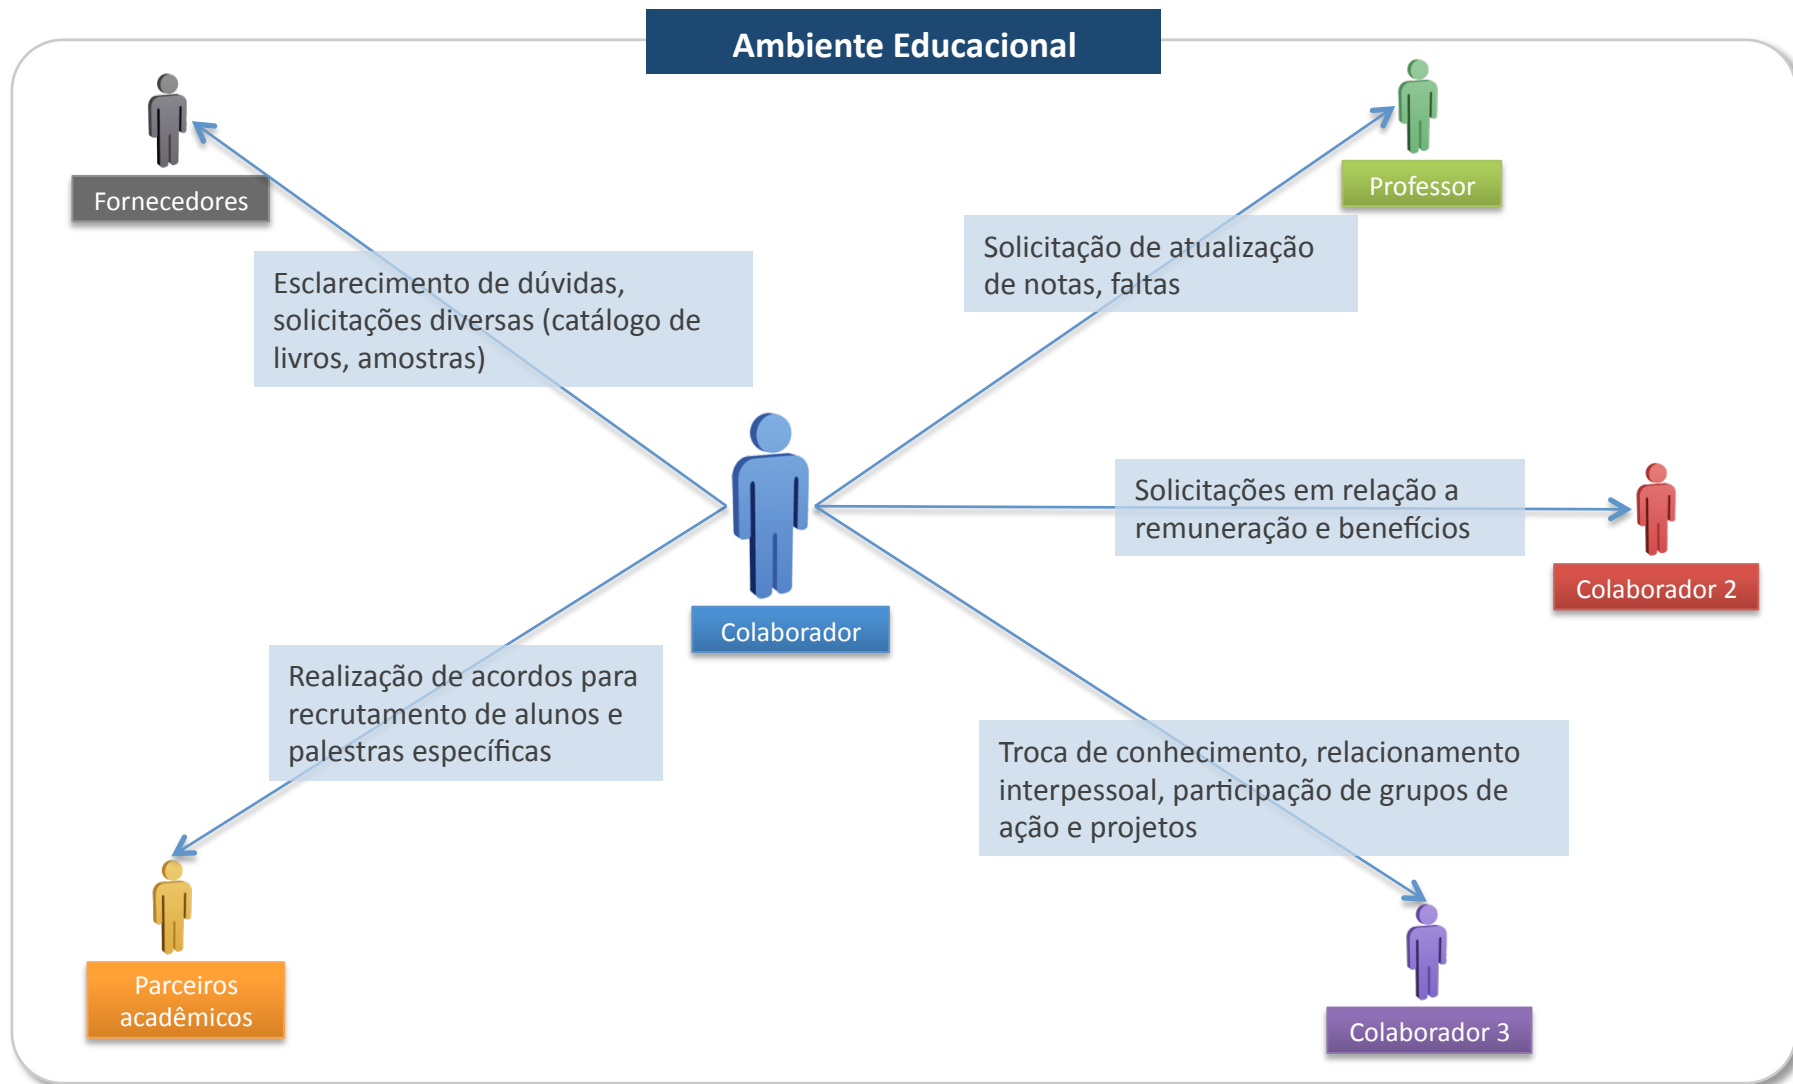 Ambiente Educacional
Fornecedores
Professor
Esclarecimento de dúvidas,
solicitações diversas (catálogo de
livros, amostras)
Solicitação de atualização
de notas, faltas
Solicitações em relação a
remuneração e benefícios
Colaborador 2
Colaborador
Realização de acordos para
recrutamento de alunos e
palestras específicas
Troca de conhecimento, relacionamento
interpessoal, participação de grupos de
ação e projetos
Parceiros
acadêmicos
Colaborador 3